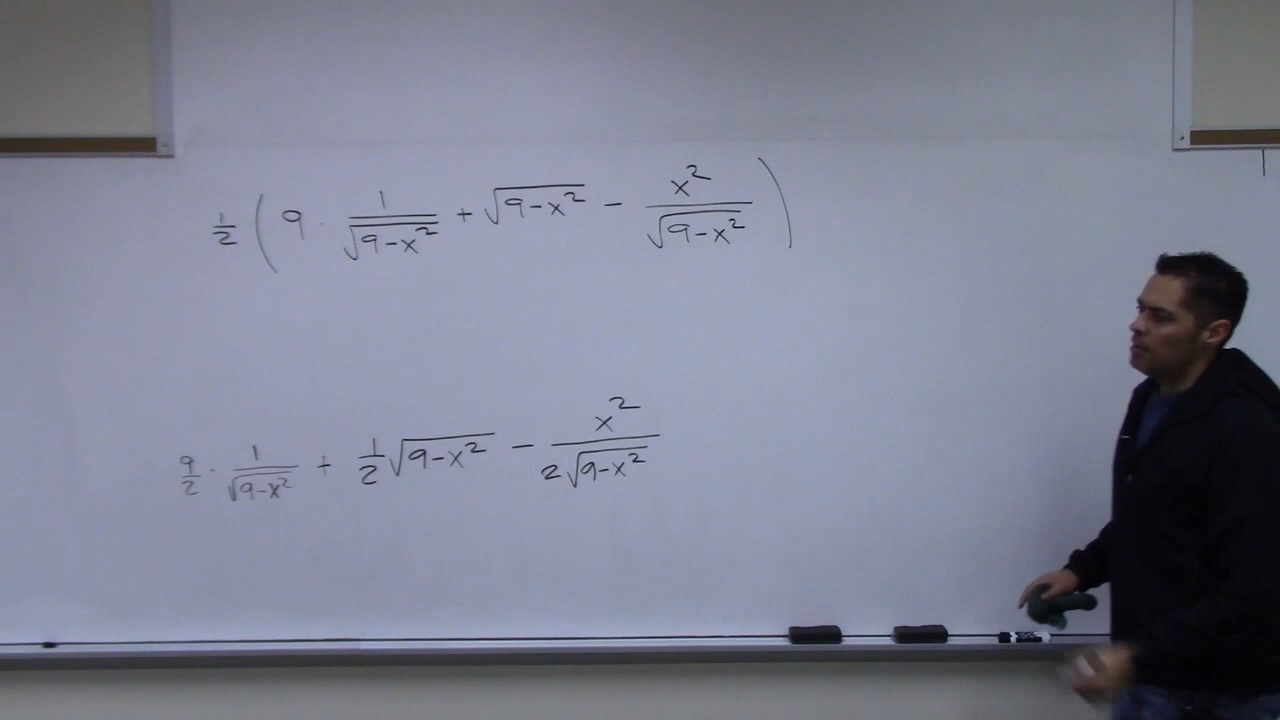 ½ ( 9 · 1/√(9-x²) + √(9-x²) - x²/√(9-x²) )
9/2 · 1/√(9-x²) + ½√(9-x²) - x²/(2√(9-x²))